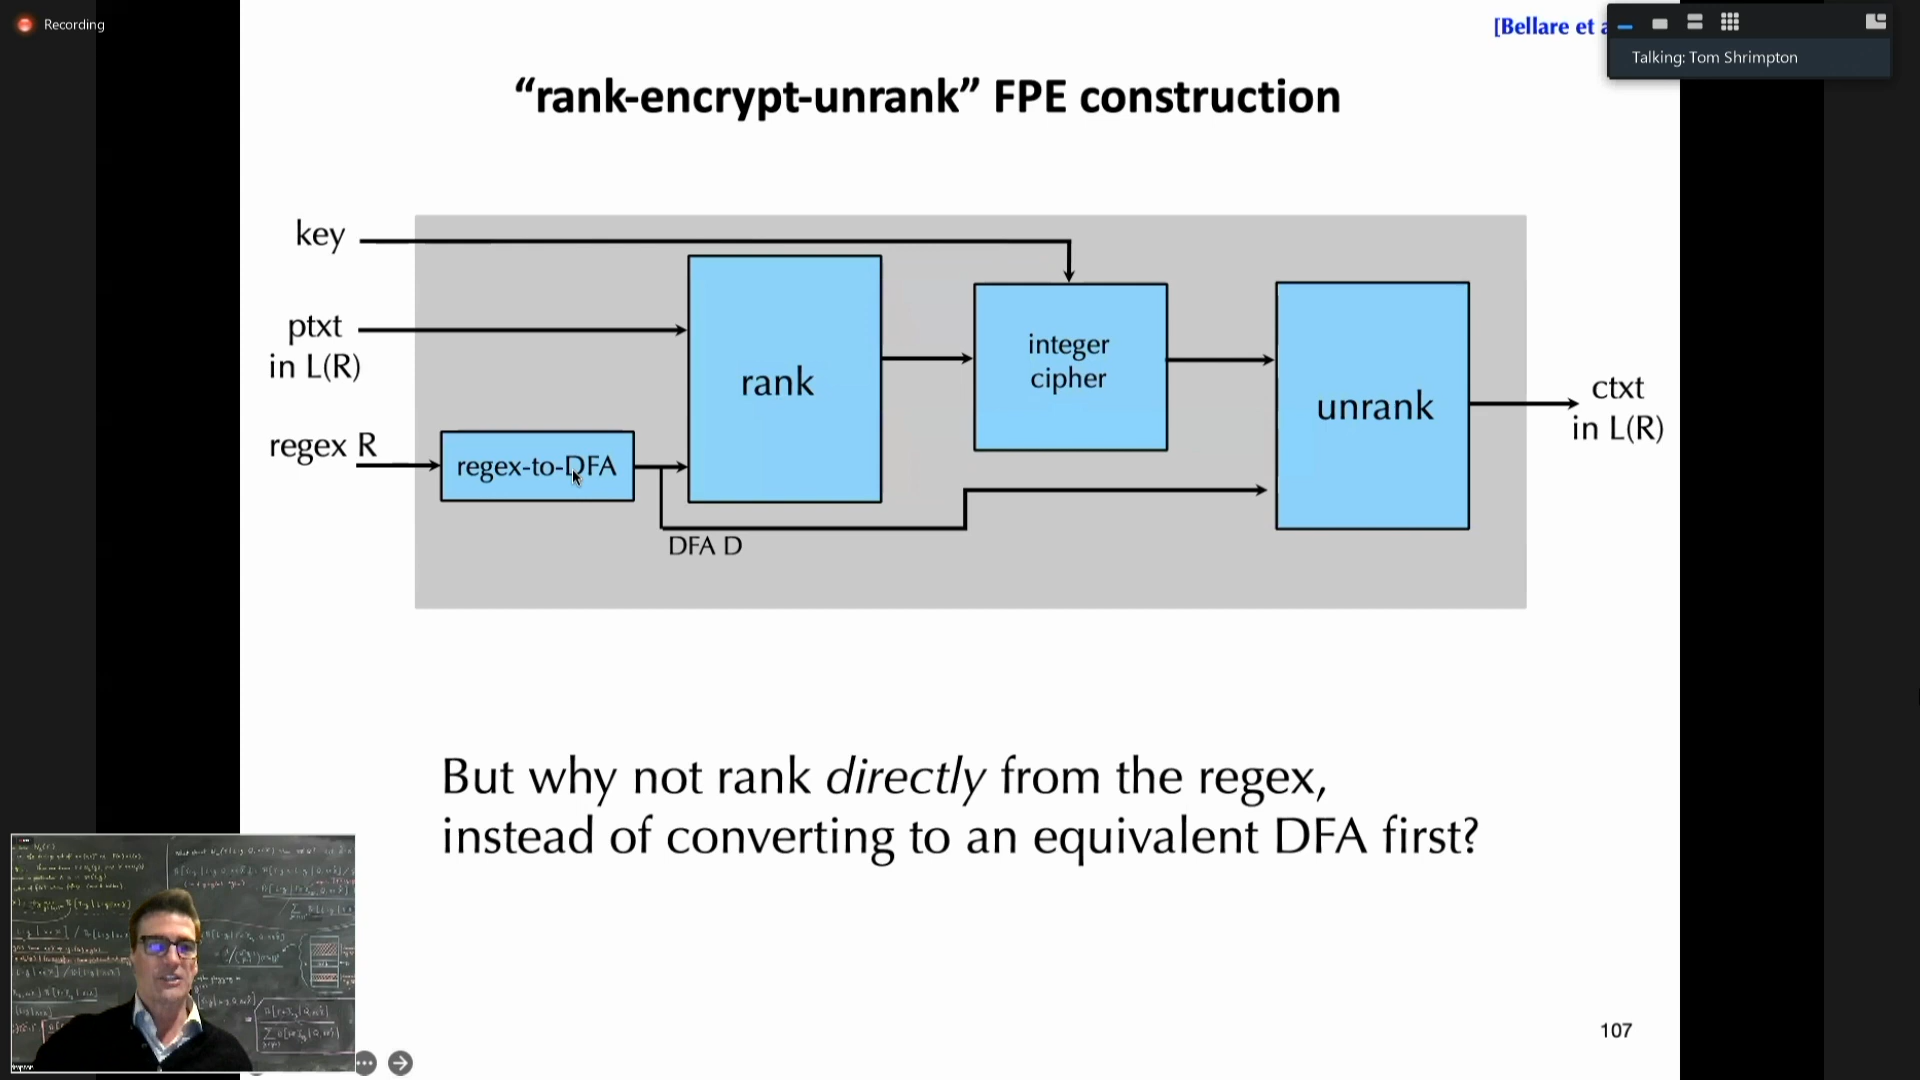 Recording
[Bellare et a
Talking: Tom Shrimpton
“rank-encrypt-unrank” FPE construction
key
ptxt
in L(R)
regex R
regex-to-DFA
rank
integer
cipher
unrank
ctxt
in L(R)
DFA D
But why not rank directly from the regex,
instead of converting to an equivalent DFA first?
107